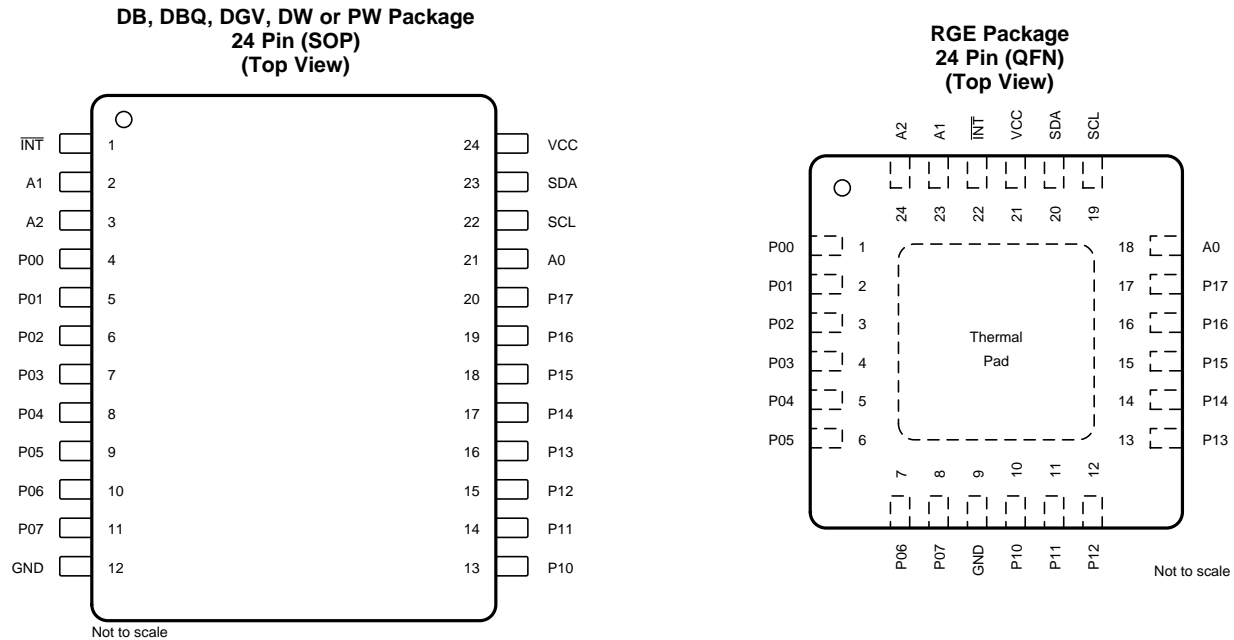 DB, DBQ, DGV, DW or PW Package
24 Pin (SOP)
(Top View)
INT 1 24 VCC
A1 2 23 SDA
A2 3 22 SCL
P00 4 21 A0
P01 5 20 P17
P02 6 19 P16
P03 7 18 P15
P04 8 17 P14
P05 9 16 P13
P06 10 15 P12
P07 11 14 P11
GND 12 13 P10
Not to scale
RGE Package
24 Pin (QFN)
(Top View)
A2 A1 INT VCC SDA SCL
24 23 22 21 20 19
P00 1 18 A0
P01 2 17 P17
P02 3 16 P16
Thermal
P03 4 15 P15
Pad
P04 5 14 P14
P05 6 13 P13
7 8 9 10 11 12
P06 P07 GND P10 P11 P12
Not to scale